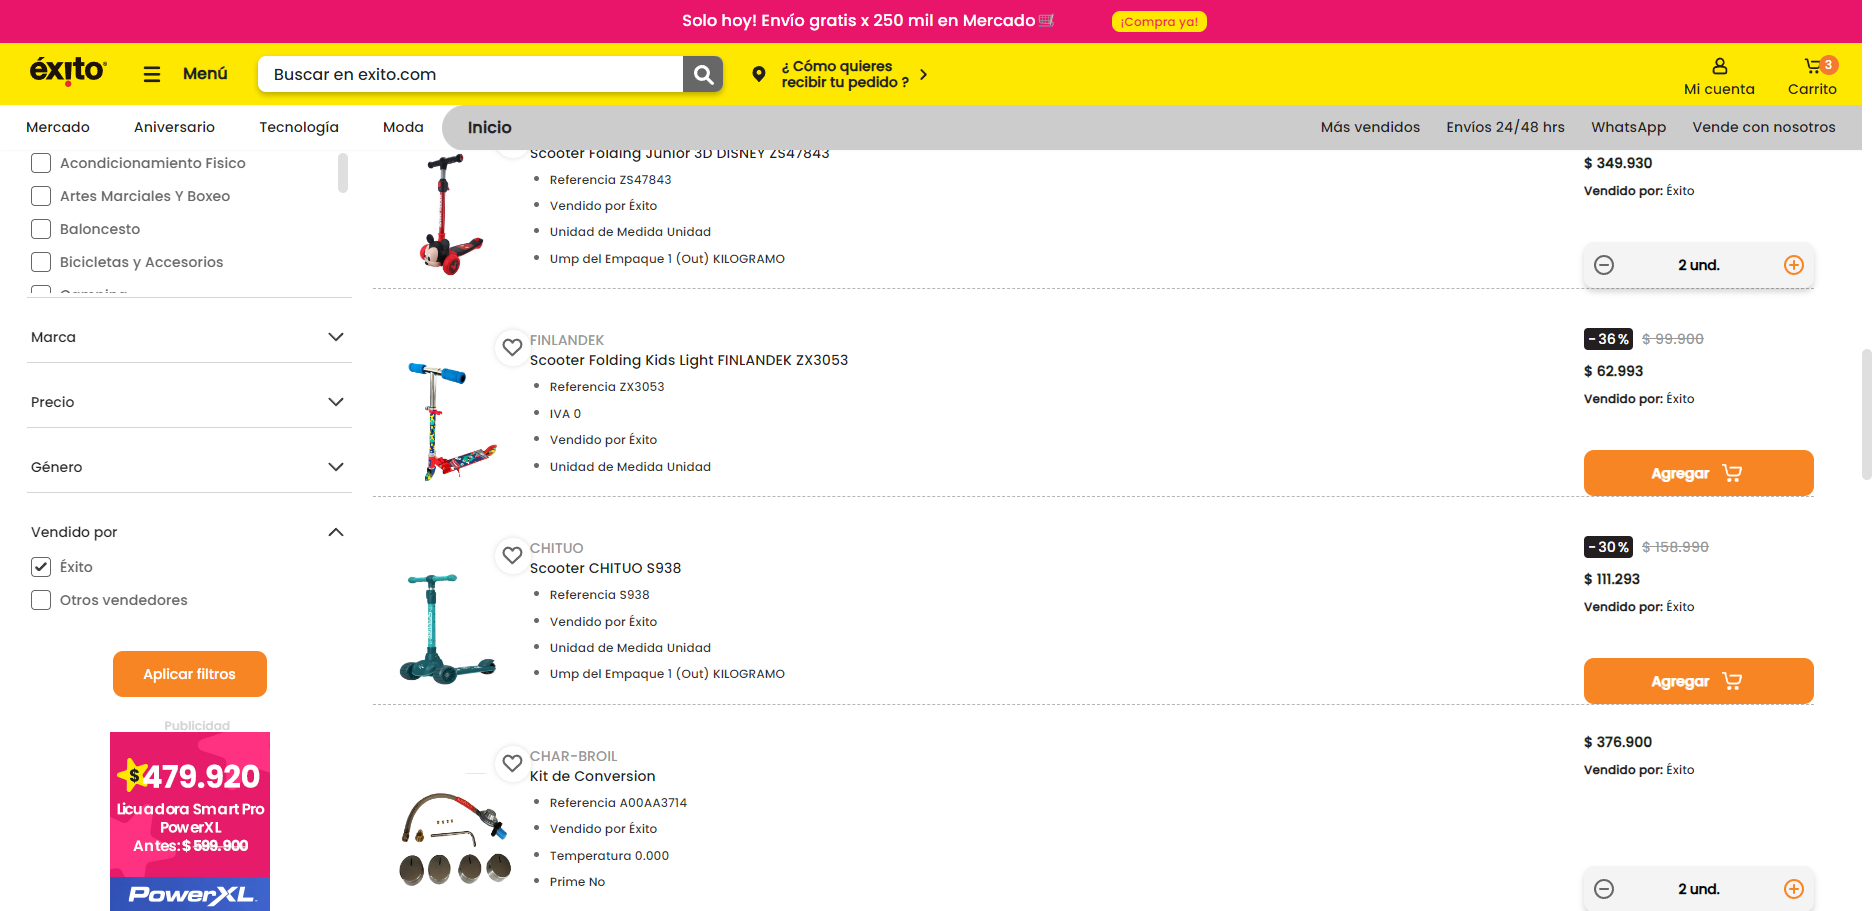 Solo hoy! Envío gratis x 250 mil en Mercado
¡Compra ya!
éxito
Menú
Buscar en exito.com
¿ Cómo quieres
recibir tu pedido ?
Mi cuenta
3
Carrito
Mercado
Aniversario
Tecnología
Moda
Inicio
Más vendidos
Envíos 24/48 hrs
WhatsApp
Vende con nosotros
Acondicionamiento Fisico
Artes Marciales Y Boxeo
Baloncesto
Bicicletas y Accesorios
Camping
Marca
Precio
Género
Vendido por
Éxito
Otros vendedores
Aplicar filtros
Publicidad
$479.920
Licuadora Smart Pro
PowerXL
Antes: $ 599.900
PowerXL
Scooter Folding Junior 3D DISNEY ZS47843
Referencia ZS47843
Vendido por Éxito
Unidad de Medida Unidad
Ump del Empaque 1 (Out) KILOGRAMO
$ 349.930
Vendido por: Éxito
2 und.
FINLANDEK
Scooter Folding Kids Light FINLANDEK ZX3053
Referencia ZX3053
IVA 0
Vendido por Éxito
Unidad de Medida Unidad
-36% $ 99.900
$ 62.993
Vendido por: Éxito
Agregar
CHITUO
Scooter CHITUO S938
Referencia S938
Vendido por Éxito
Unidad de Medida Unidad
Ump del Empaque 1 (Out) KILOGRAMO
-30% $ 158.990
$ 111.293
Vendido por: Éxito
Agregar
CHAR-BROIL
Kit de Conversion
Referencia A00AA3714
Vendido por Éxito
Temperatura 0.000
Prime No
$ 376.900
Vendido por: Éxito
2 und.